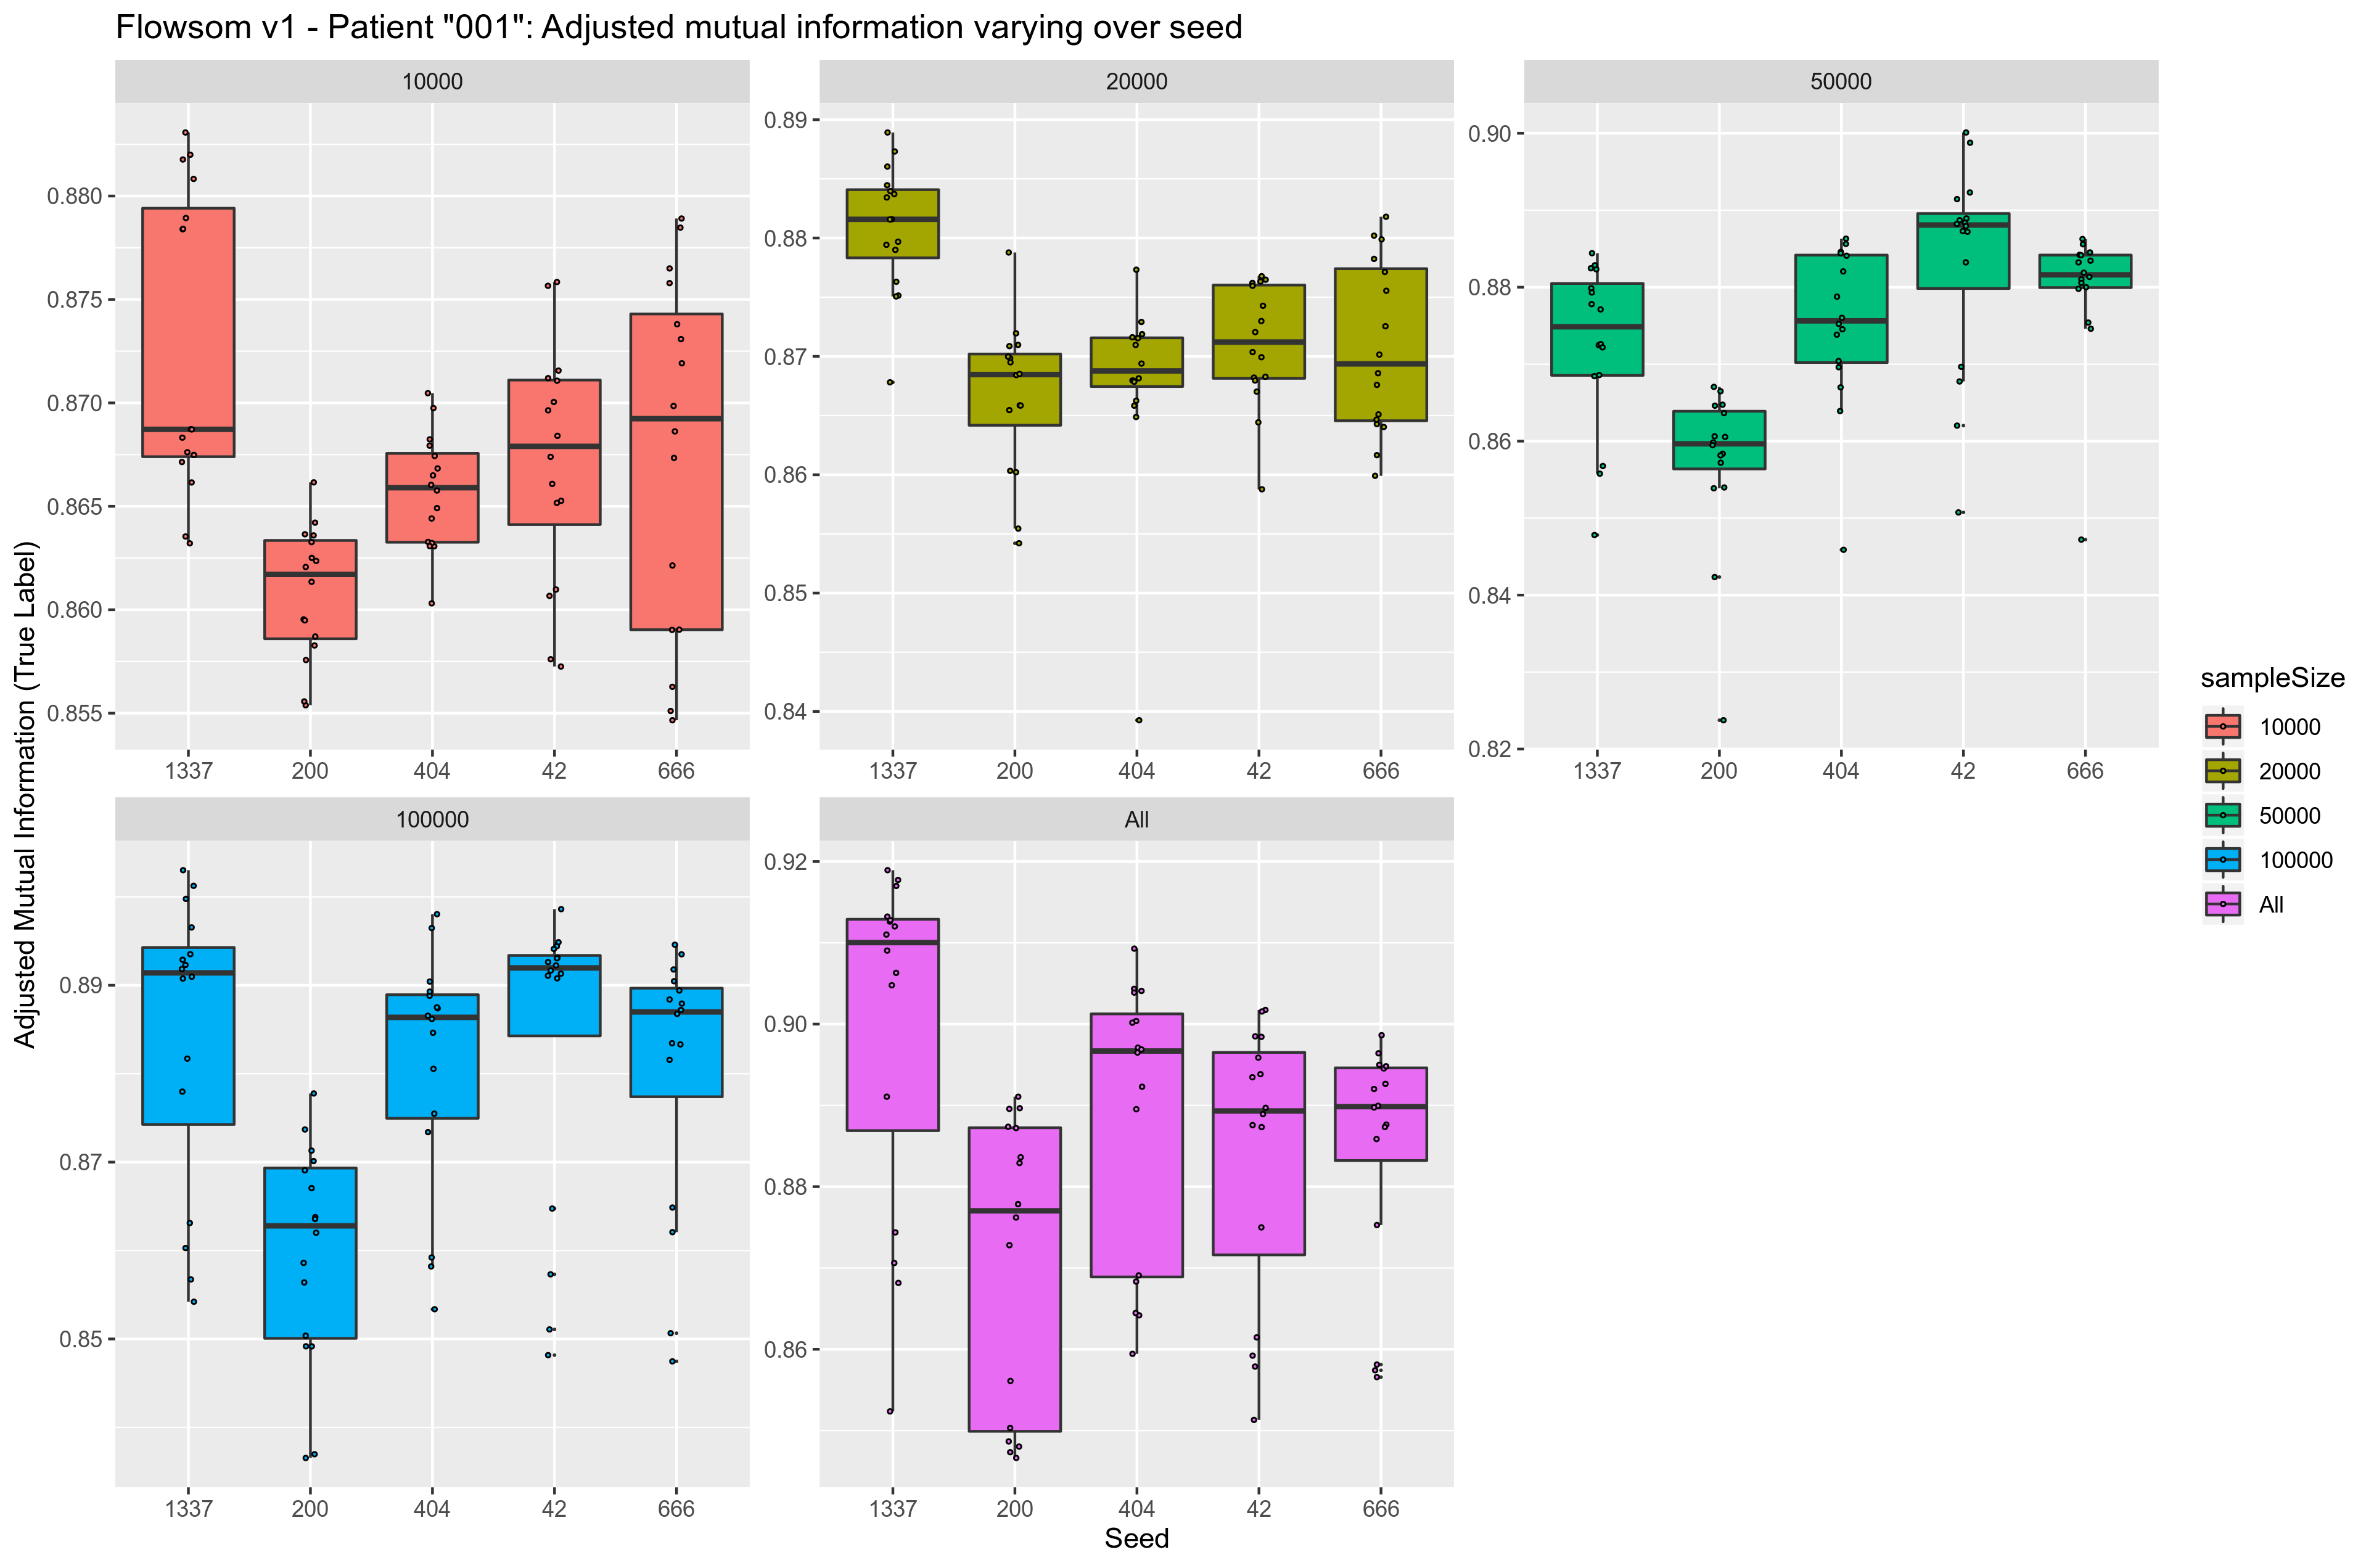 Flowsom v1 - Patient "001": Adjusted mutual information varying over seed
Adjusted Mutual Information (True Label)
10000
0.880
0.875
0.870
0.865
0.860
0.855
1337 200 404 42 666
20000
0.89
0.88
0.87
0.86
0.85
0.84
1337 200 404 42 666
50000
0.90
0.88
0.86
0.84
0.82
1337 200 404 42 666
100000
0.89
0.87
0.85
1337 200 404 42 666
All
0.92
0.90
0.88
0.86
1337 200 404 42 666
Seed
sampleSize
10000
20000
50000
100000
All